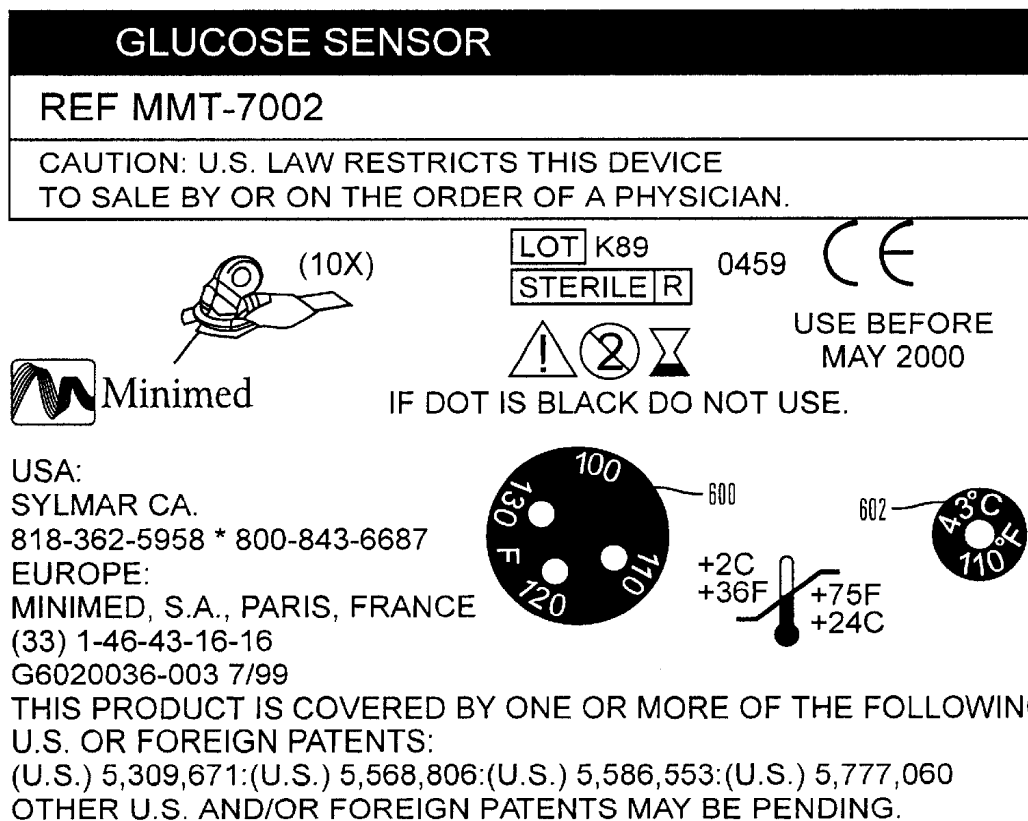 GLUCOSE SENSOR
REF MMT-7002
CAUTION: U.S. LAW RESTRICTS THIS DEVICE
TO SALE BY OR ON THE ORDER OF A PHYSICIAN.
(10X)
LOT K89
STERILE R
0459
CE
USE BEFORE
MAY 2000
!
2
Minimed
IF DOT IS BLACK DO NOT USE.
USA:
SYLMAR CA.
818-362-5958 * 800-843-6687
EUROPE:
MINIMED, S.A., PARIS, FRANCE
(33) 1-46-43-16-16
G6020036-003 7/99
100
110
120
130
F
600
602
43°C
110°F
+2C
+36F
+75F
+24C
THIS PRODUCT IS COVERED BY ONE OR MORE OF THE FOLLOWING
U.S. OR FOREIGN PATENTS:
(U.S.) 5,309,671:(U.S.) 5,568,806:(U.S.) 5,586,553:(U.S.) 5,777,060
OTHER U.S. AND/OR FOREIGN PATENTS MAY BE PENDING.